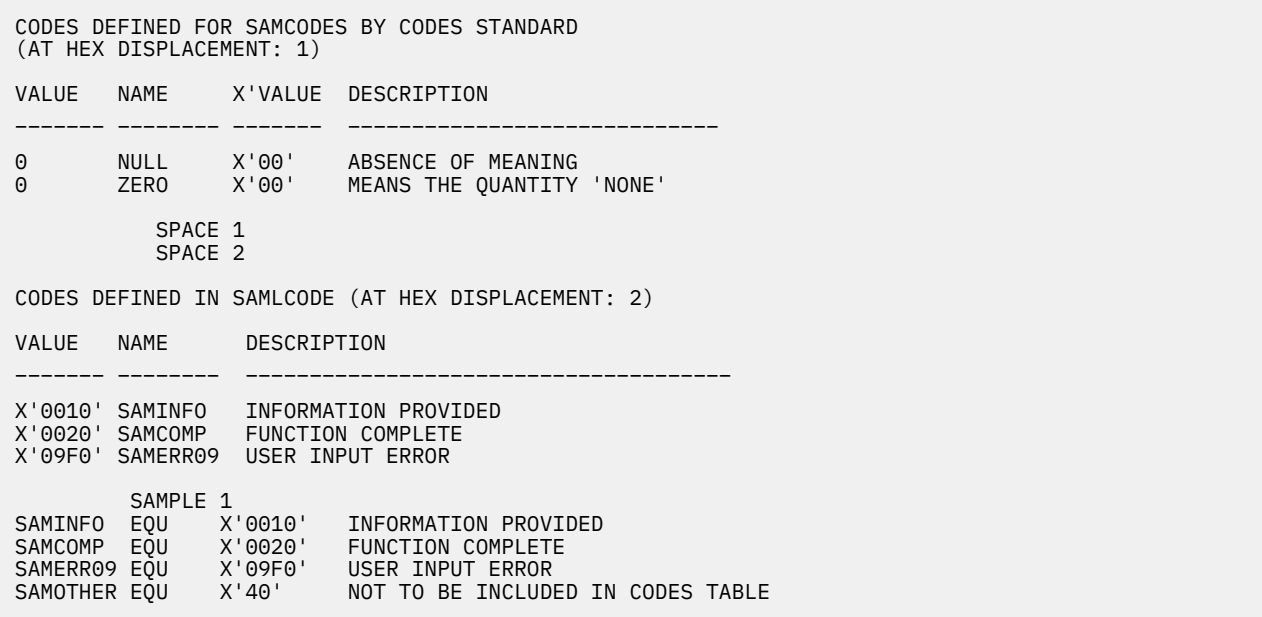 CODES DEFINED FOR SAMCODES BY CODES STANDARD
(AT HEX DISPLACEMENT: 1)
VALUE   NAME     X'VALUE  DESCRIPTION
------- -------- -------  -----------------------------
0       NULL     X'00'    ABSENCE OF MEANING
0       ZERO     X'00'    MEANS THE QUANTITY 'NONE'
           SPACE 1
           SPACE 2
CODES DEFINED IN SAMLCODE (AT HEX DISPLACEMENT: 2)
VALUE   NAME      DESCRIPTION
------- --------  --------------------------------------
X'0010' SAMINFO   INFORMATION PROVIDED
X'0020' SAMCOMP   FUNCTION COMPLETE
X'09F0' SAMERR09  USER INPUT ERROR
         SAMPLE 1
SAMINFO  EQU    X'0010'   INFORMATION PROVIDED
SAMCOMP  EQU    X'0020'   FUNCTION COMPLETE
SAMERR09 EQU    X'09F0'   USER INPUT ERROR
SAMOTHER EQU    X'40'     NOT TO BE INCLUDED IN CODES TABLE